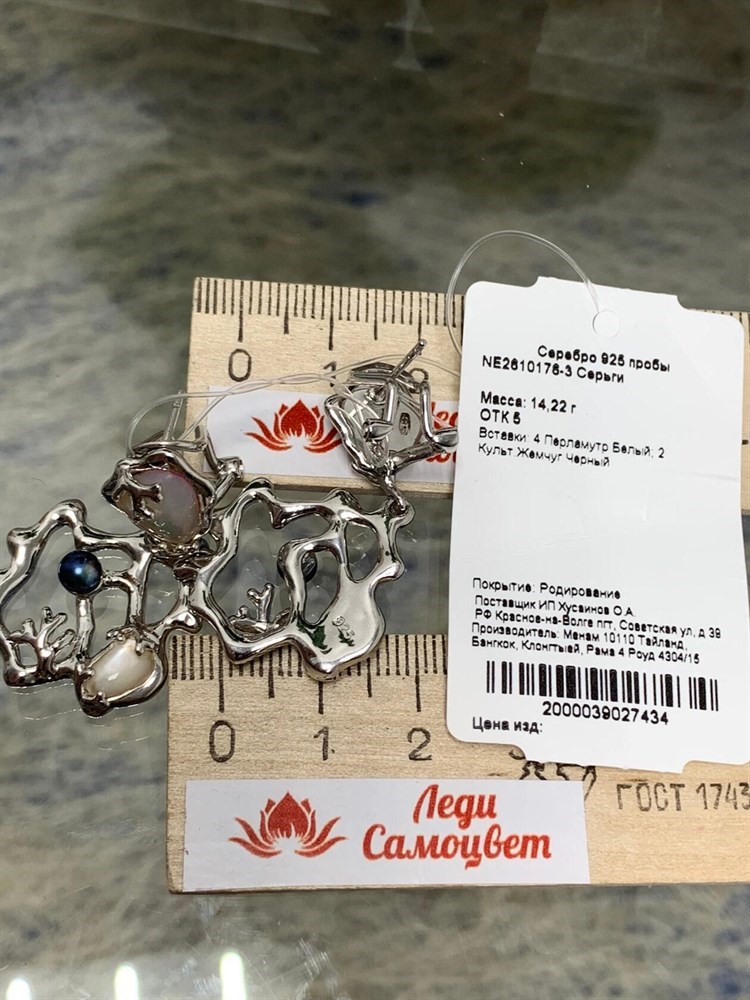 Серебро 925 пробы
NE2610176-3 Серьги
Масса: 14,22 г
ОТК 5
Вставки: 4 Перламутр Белый; 2
Культ.Жемчуг Черный
Покрытие: Родирование
Поставщик ИП Хусаинов О.А.
РФ Красное-на-Волге пгт, Советская ул, д 39
Производитель: Менам 10110 Тайланд,
Бангкок, Клонгтыей, Рама 4 Роуд 4304/15
2000039027434
Цена изд:
0 1
Лед
0 1 2
ГОСТ 1743
Леди
Самоцвет